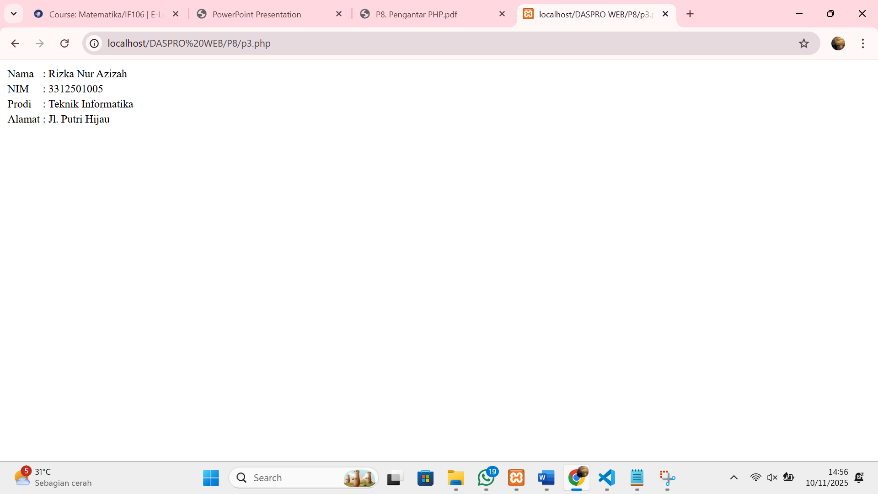 Course: Matematika/IF106 | E-L
PowerPoint Presentation
P8. Pengantar PHP.pdf
localhost/DASPRO WEB/P8/p3.p
localhost/DASPRO%20WEB/P8/p3.php
Nama : Rizka Nur Azizah
NIM : 3312501005
Prodi : Teknik Informatika
Alamat : Jl. Putri Hijau
5
31°C
Sebagian cerah
Search
19
14:56
10/11/2025